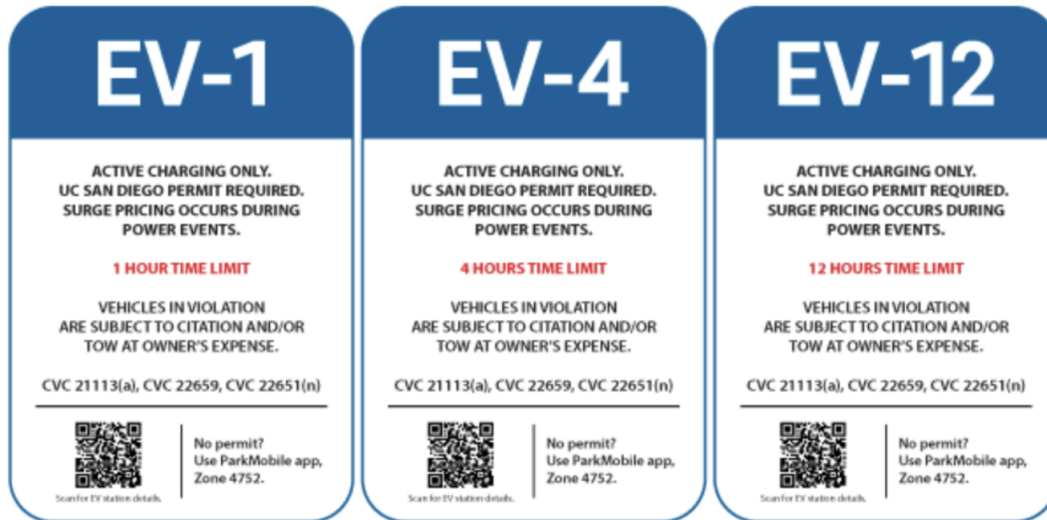 EV-1
ACTIVE CHARGING ONLY.
UC SAN DIEGO PERMIT REQUIRED.
SURGE PRICING OCCURS DURING
POWER EVENTS.
1 HOUR TIME LIMIT
VEHICLES IN VIOLATION
ARE SUBJECT TO CITATION AND/OR
TOW AT OWNER'S EXPENSE.
CVC 21113(a), CVC 22659, CVC 22651(n)
Scan for EV station details.
No permit?
Use ParkMobile app,
Zone 4752.
EV-4
ACTIVE CHARGING ONLY.
UC SAN DIEGO PERMIT REQUIRED.
SURGE PRICING OCCURS DURING
POWER EVENTS.
4 HOURS TIME LIMIT
VEHICLES IN VIOLATION
ARE SUBJECT TO CITATION AND/OR
TOW AT OWNER'S EXPENSE.
CVC 21113(a), CVC 22659, CVC 22651(n)
Scan for EV station details.
No permit?
Use ParkMobile app,
Zone 4752.
EV-12
ACTIVE CHARGING ONLY.
UC SAN DIEGO PERMIT REQUIRED.
SURGE PRICING OCCURS DURING
POWER EVENTS.
12 HOURS TIME LIMIT
VEHICLES IN VIOLATION
ARE SUBJECT TO CITATION AND/OR
TOW AT OWNER'S EXPENSE.
CVC 21113(a), CVC 22659, CVC 22651(n)
Scan for EV station details.
No permit?
Use ParkMobile app,
Zone 4752.